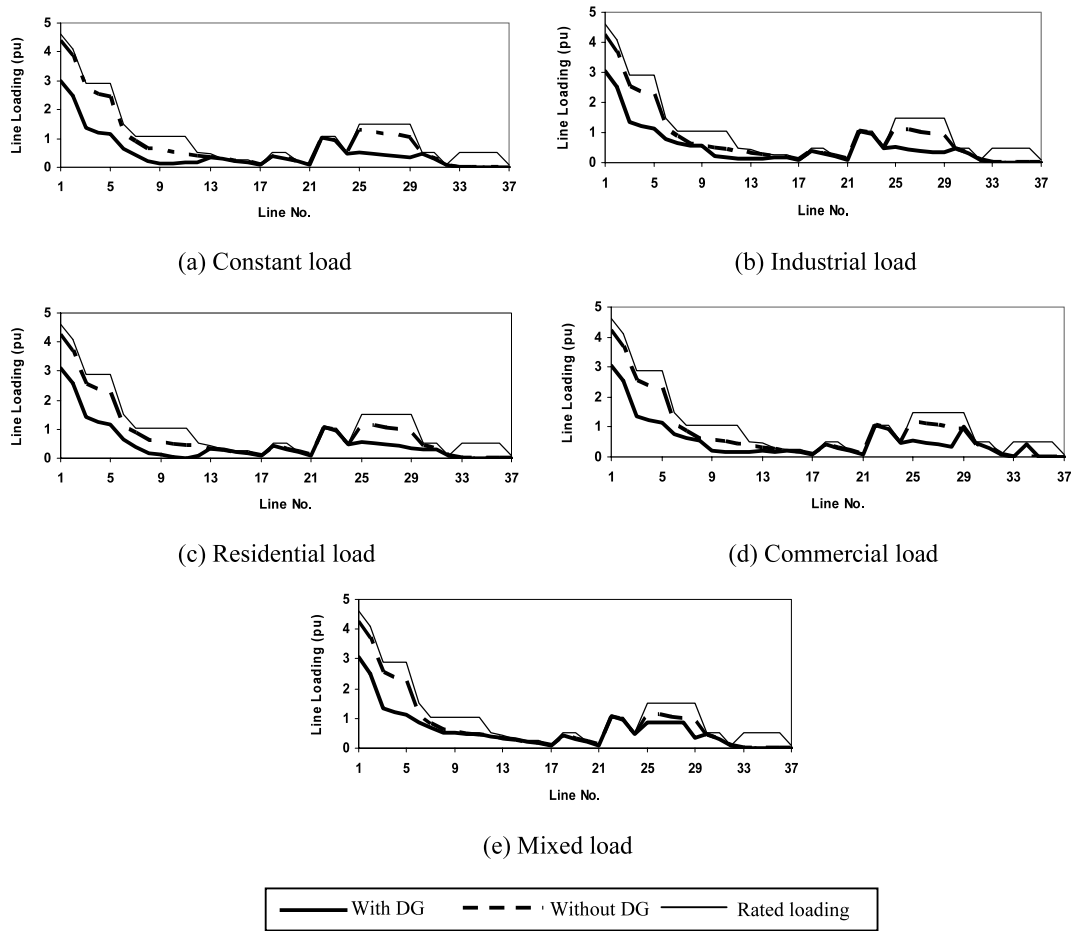 5
4
3
2
1
0
Line Loading (pu)
1 5 9 13 17 21 25 29 33 37
Line No.
(a) Constant load
5
4
3
2
1
0
Line Loading (pu)
1 5 9 13 17 21 25 29 33 37
Line No.
(b) Industrial load
5
4
3
2
1
0
Line Loading (pu)
1 5 9 13 17 21 25 29 33 37
Line No.
(c) Residential load
5
4
3
2
1
0
Line Loading (pu)
1 5 9 13 17 21 25 29 33 37
Line No.
(d) Commercial load
5
4
3
2
1
0
Line Loading (pu)
1 5 9 13 17 21 25 29 33 37
Line No.
(e) Mixed load
With DG Without DG Rated loading